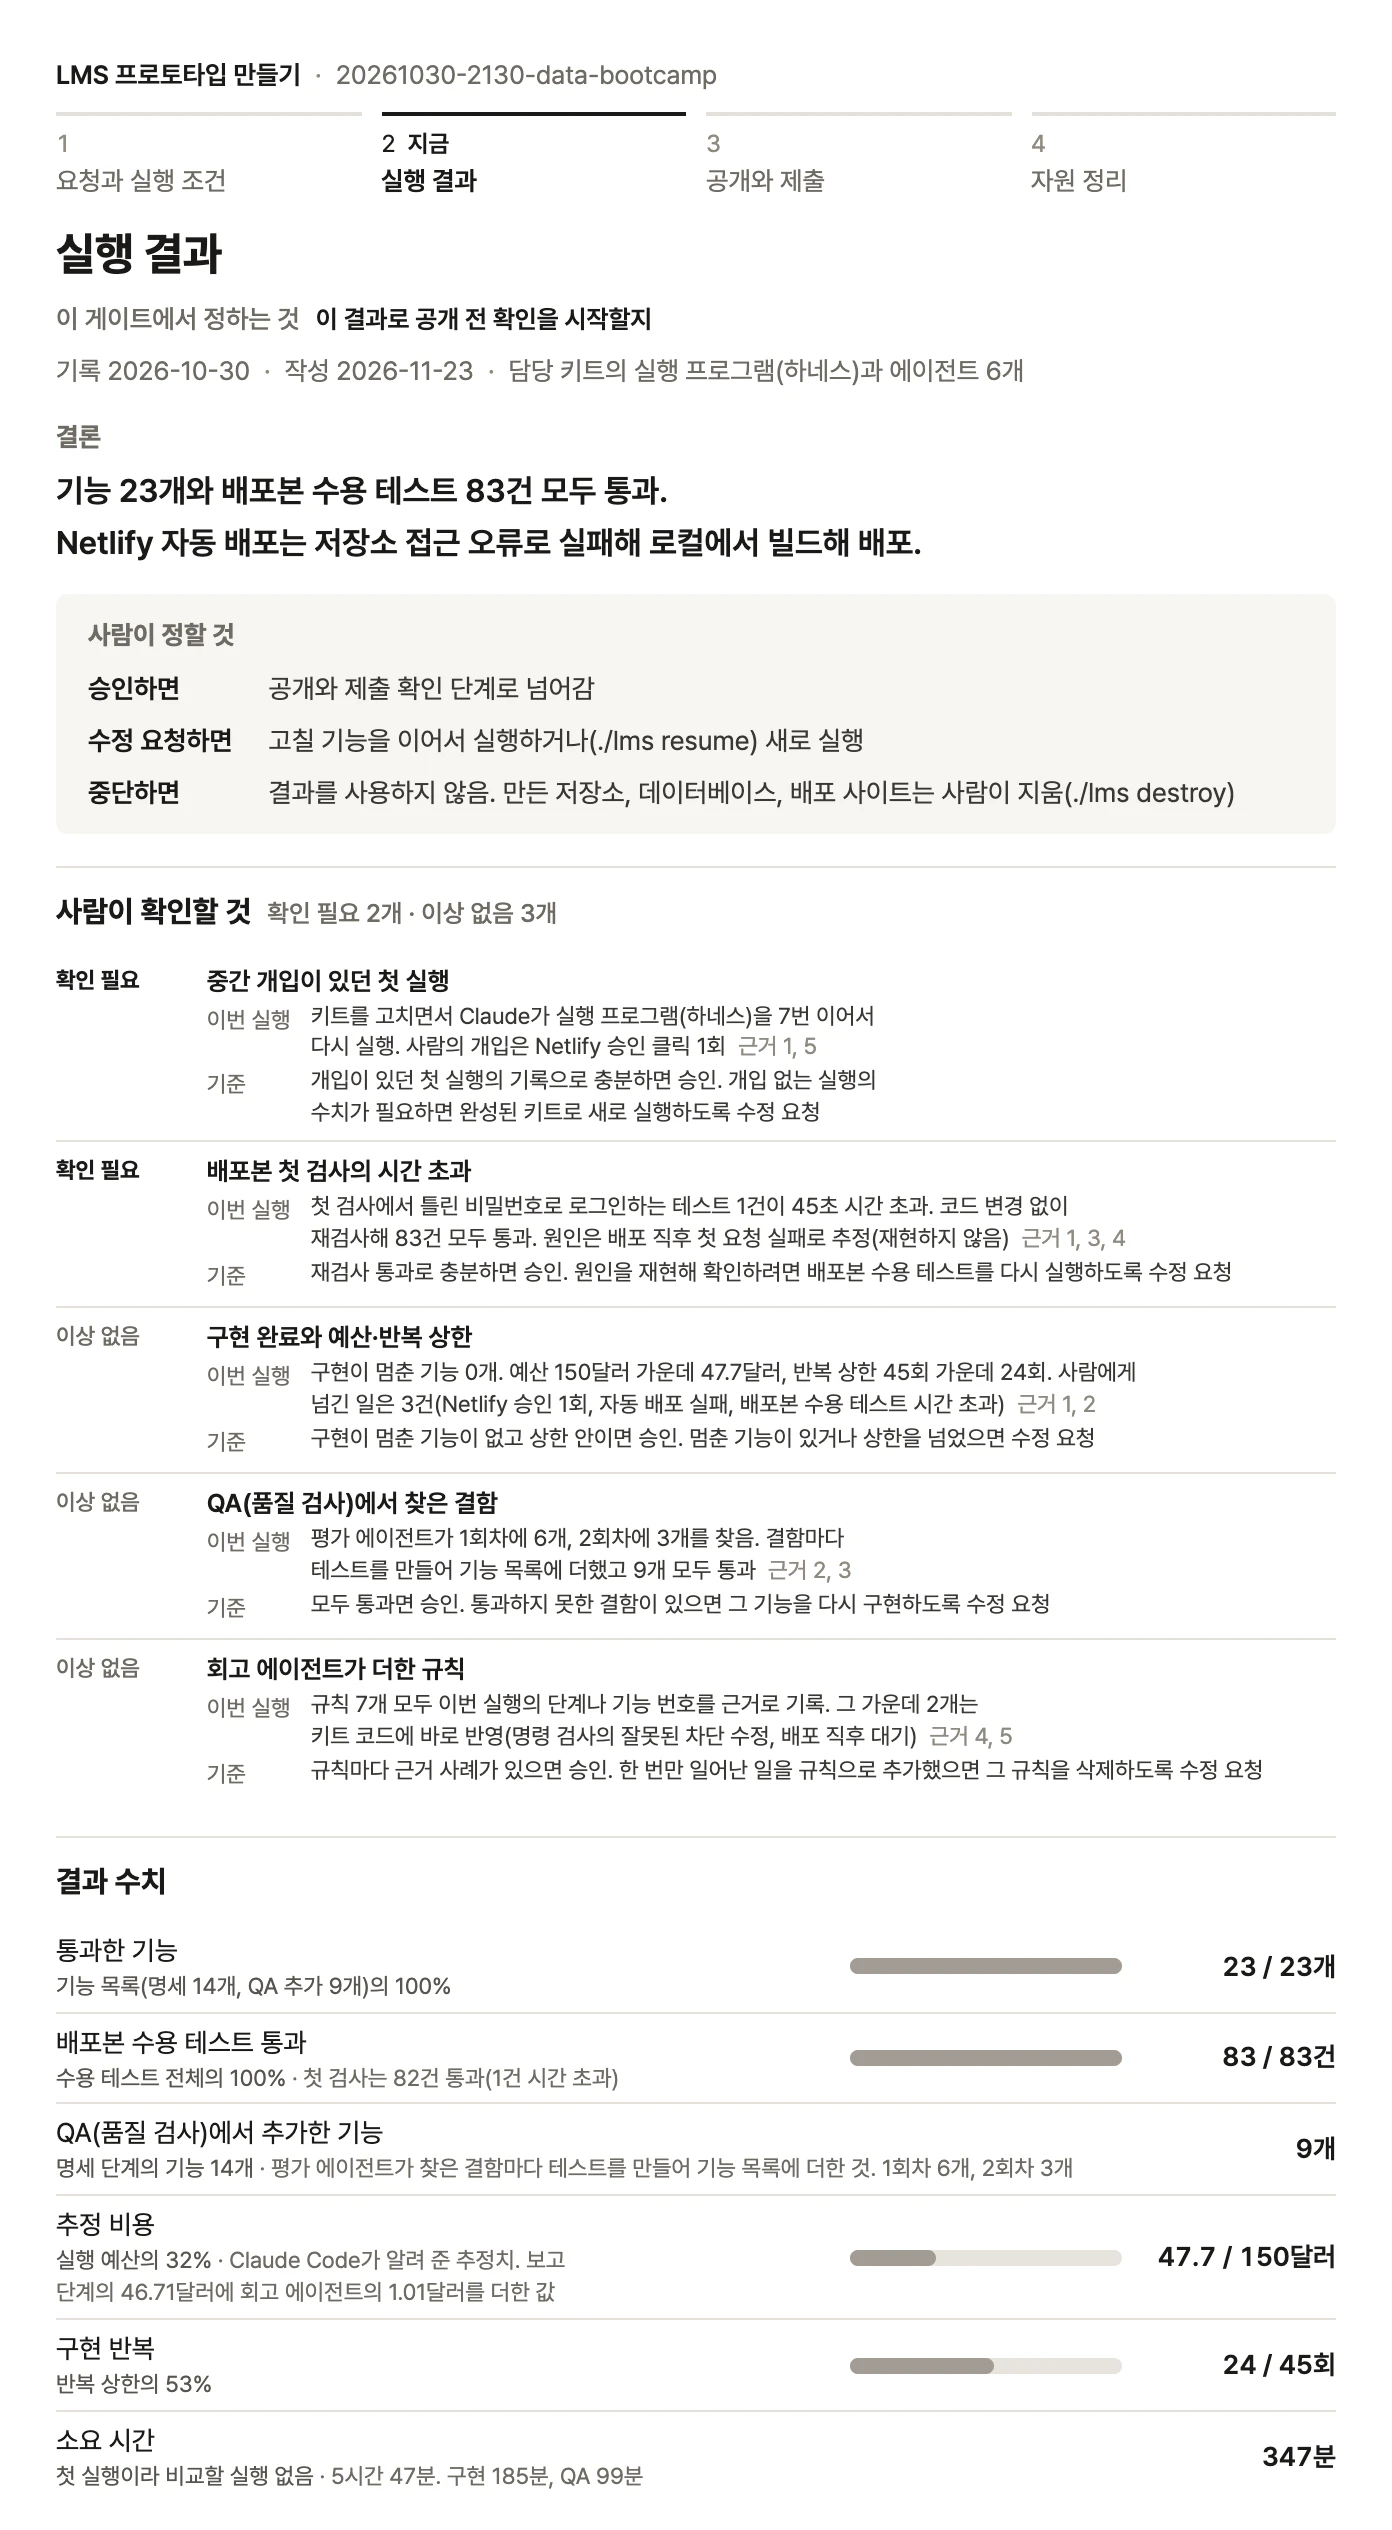 LMS 프로토타입 만들기 · 20261030-2130-data-bootcamp
1
요청과 실행 조건
2 지금
실행 결과
3
공개와 제출
4
자원 정리
실행 결과
이 게이트에서 정하는 것 이 결과로 공개 전 확인을 시작할지
기록 2026-10-30 · 작성 2026-11-23 · 담당 키트의 실행 프로그램(하네스)과 에이전트 6개
결론
기능 23개와 배포본 수용 테스트 83건 모두 통과.
Netlify 자동 배포는 저장소 접근 오류로 실패해 로컬에서 빌드해 배포.
사람이 정할 것
승인하면 공개와 제출 확인 단계로 넘어감
수정 요청하면 고칠 기능을 이어서 실행하거나(./lms resume) 새로 실행
중단하면 결과를 사용하지 않음. 만든 저장소, 데이터베이스, 배포 사이트는 사람이 지움(./lms destroy)
사람이 확인할 것 확인 필요 2개 · 이상 없음 3개
확인 필요 중간 개입이 있던 첫 실행
이번 실행 키트를 고치면서 Claude가 실행 프로그램(하네스)을 7번 이어서
다시 실행. 사람의 개입은 Netlify 승인 클릭 1회 근거 1, 5
기준 개입이 있던 첫 실행의 기록으로 충분하면 승인. 개입 없는 실행의
수치가 필요하면 완성된 키트로 새로 실행하도록 수정 요청
확인 필요 배포본 첫 검사의 시간 초과
이번 실행 첫 검사에서 틀린 비밀번호로 로그인하는 테스트 1건이 45초 시간 초과. 코드 변경 없이
재검사해 83건 모두 통과. 원인은 배포 직후 첫 요청 실패로 추정(재현하지 않음) 근거 1, 3, 4
기준 재검사 통과로 충분하면 승인. 원인을 재현해 확인하려면 배포본 수용 테스트를 다시 실행하도록 수정 요청
이상 없음 구현 완료와 예산·반복 상한
이번 실행 구현이 멈춘 기능 0개. 예산 150달러 가운데 47.7달러, 반복 상한 45회 가운데 24회. 사람에게
넘긴 일은 3건(Netlify 승인 1회, 자동 배포 실패, 배포본 수용 테스트 시간 초과) 근거 1, 2
기준 구현이 멈춘 기능이 없고 상한 안이면 승인. 멈춘 기능이 있거나 상한을 넘었으면 수정 요청
이상 없음 QA(품질 검사)에서 찾은 결함
이번 실행 평가 에이전트가 1회차에 6개, 2회차에 3개를 찾음. 결함마다
테스트를 만들어 기능 목록에 더했고 9개 모두 통과 근거 2, 3
기준 모두 통과면 승인. 통과하지 못한 결함이 있으면 그 기능을 다시 구현하도록 수정 요청
이상 없음 회고 에이전트가 더한 규칙
이번 실행 규칙 7개 모두 이번 실행의 단계나 기능 번호를 근거로 기록. 그 가운데 2개는
키트 코드에 바로 반영(명령 검사의 잘못된 차단 수정, 배포 직후 대기) 근거 4, 5
기준 규칙마다 근거 사례가 있으면 승인. 한 번만 일어난 일을 규칙으로 추가했으면 그 규칙을 삭제하도록 수정 요청
결과 수치
통과한 기능
기능 목록(명세 14개, QA 추가 9개)의 100%
23 / 23개
배포본 수용 테스트 통과
수용 테스트 전체의 100% · 첫 검사는 82건 통과(1건 시간 초과)
83 / 83건
QA(품질 검사)에서 추가한 기능
명세 단계의 기능 14개 · 평가 에이전트가 찾은 결함마다 테스트를 만들어 기능 목록에 더한 것. 1회차 6개, 2회차 3개
9개
추정 비용
실행 예산의 32% · Claude Code가 알려 준 추정치. 보고
단계의 46.71달러에 회고 에이전트의 1.01달러를 더한 값
47.7 / 150달러
구현 반복
반복 상한의 53%
24 / 45회
소요 시간
첫 실행이라 비교할 실행 없음 · 5시간 47분. 구현 185분, QA 99분
347분